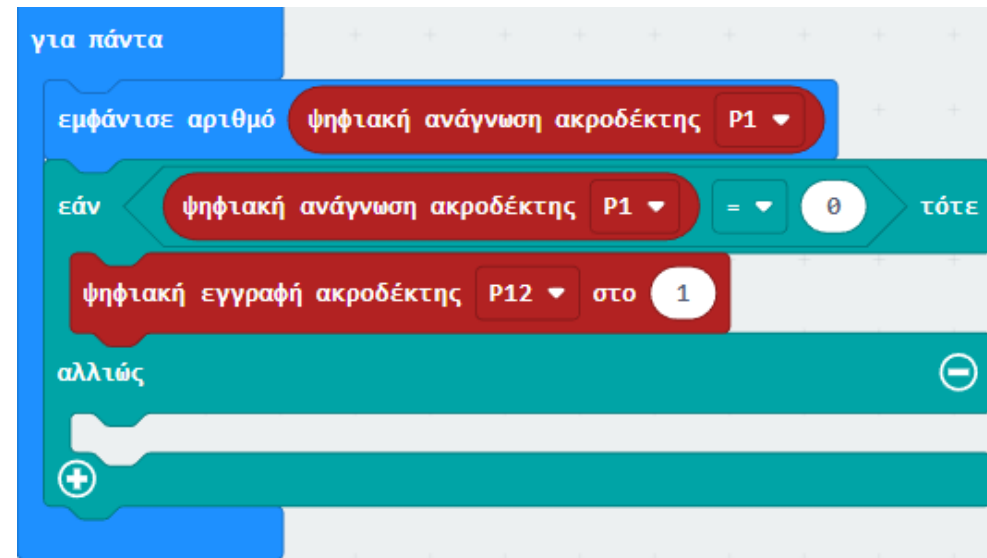 για πάντα
εμφάνισε αριθμό ψηφιακή ανάγνωση ακροδέκτης P1
εάν ψηφιακή ανάγνωση ακροδέκτης P1 = 0 τότε
ψηφιακή εγγραφή ακροδέκτης P12 στο 1
αλλιώς